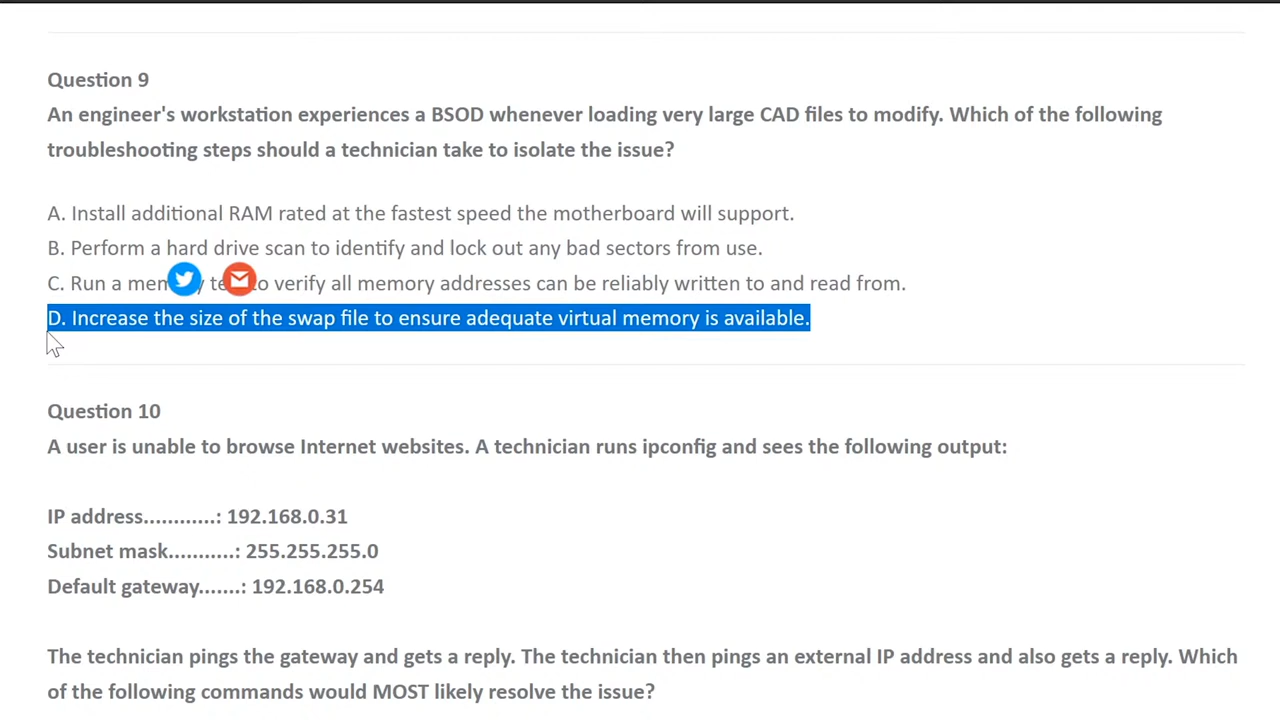 Question 9
An engineer's workstation experiences a BSOD whenever loading very large CAD files to modify. Which of the following
troubleshooting steps should a technician take to isolate the issue?
A. Install additional RAM rated at the fastest speed the motherboard will support.
B. Perform a hard drive scan to identify and lock out any bad sectors from use.
C. Run a verify all memory addresses can be reliably written to and read from.
D. Increase the size of the swap file to ensure adequate virtual memory is available.
Question 10
A user is unable to browse Internet websites. A technician runs ipconfig and sees the following output:
IP address............: 192.168.0.31
Subnet mask...........: 255.255.255.0
Default gateway.......: 192.168.0.254
The technician pings the gateway and gets a reply. The technician then pings an external IP address and also gets a reply. Which
of the following commands would MOST likely resolve the issue?